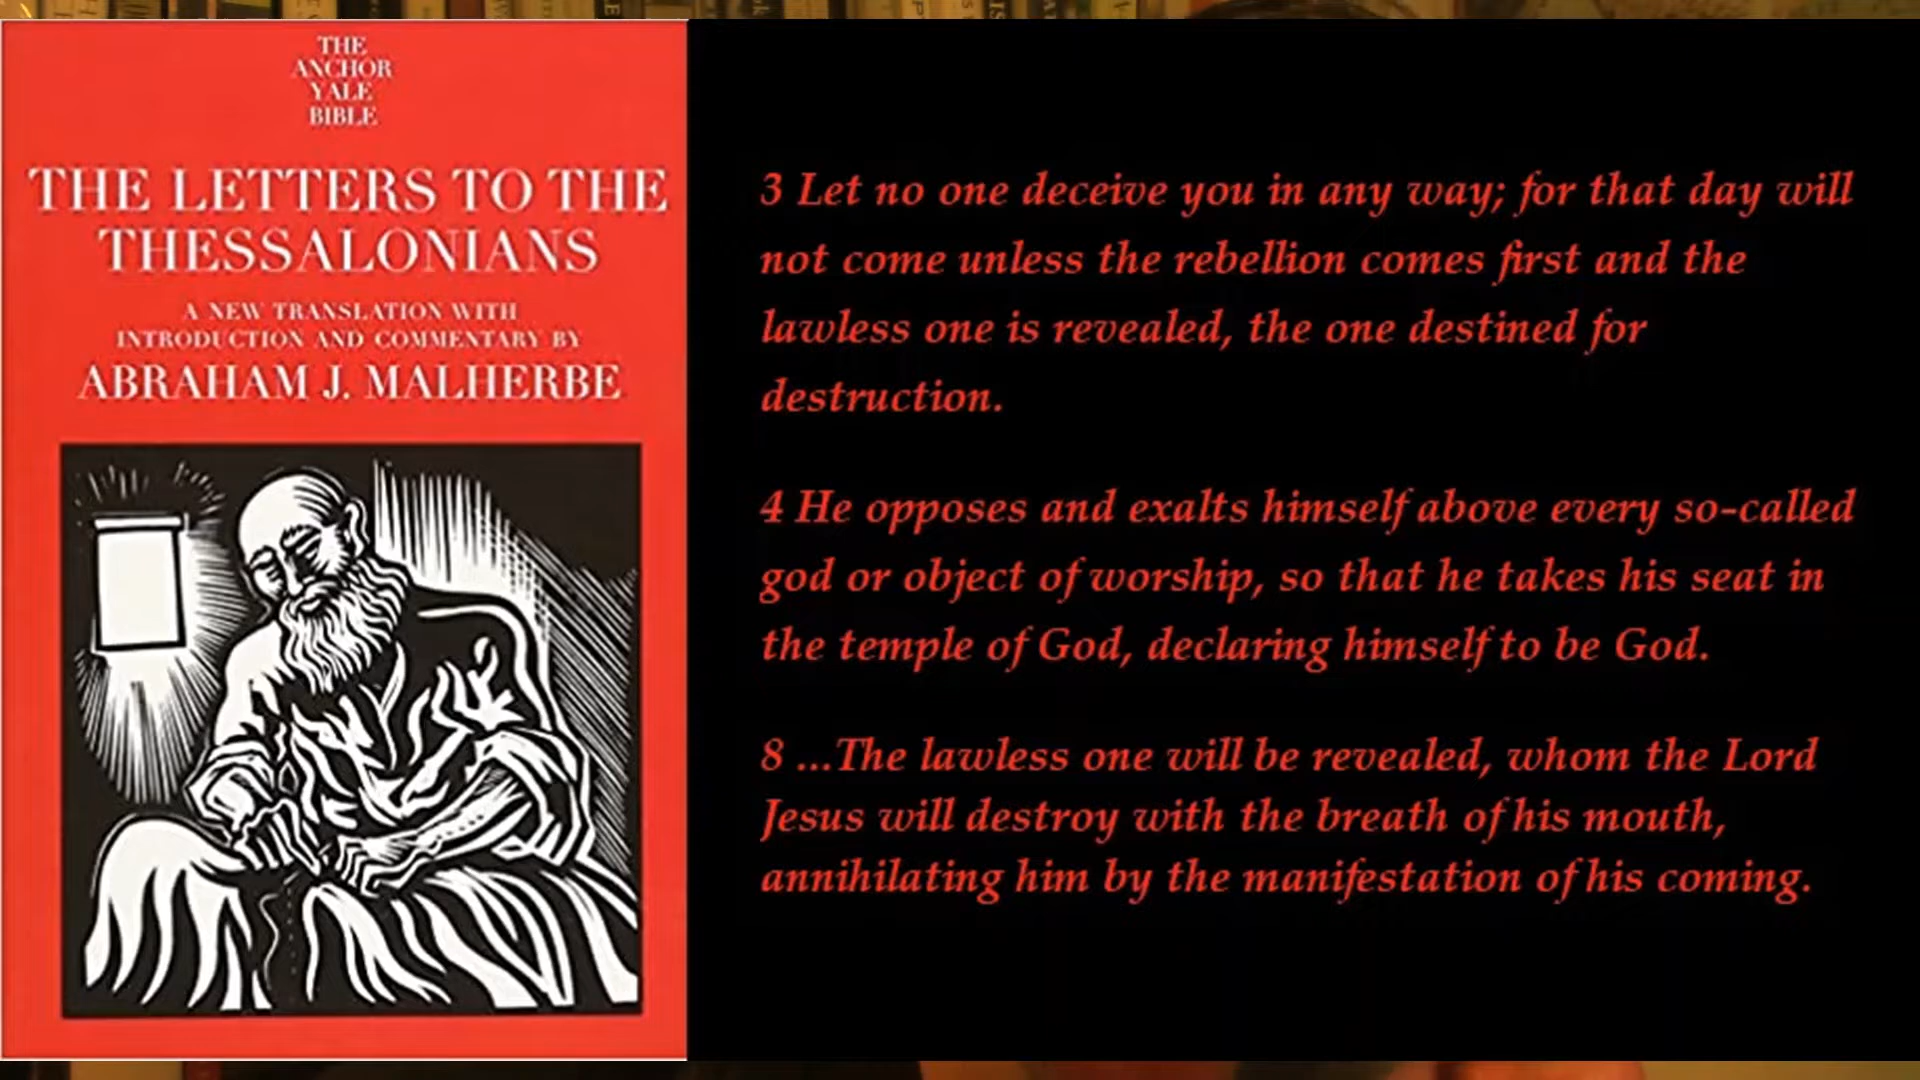 THE
ANCHOR
YALE
BIBLE
THE LETTERS TO THE
THESSALONIANS
A NEW TRANSLATION WITH
INTRODUCTION AND COMMENTARY BY
ABRAHAM J. MALHERBE
3 Let no one deceive you in any way; for that day will
not come unless the rebellion comes first and the
lawless one is revealed, the one destined for
destruction.
4 He opposes and exalts himself above every so-called
god or object of worship, so that he takes his seat in
the temple of God, declaring himself to be God.
8 ...The lawless one will be revealed, whom the Lord
Jesus will destroy with the breath of his mouth,
annihilating him by the manifestation of his coming.